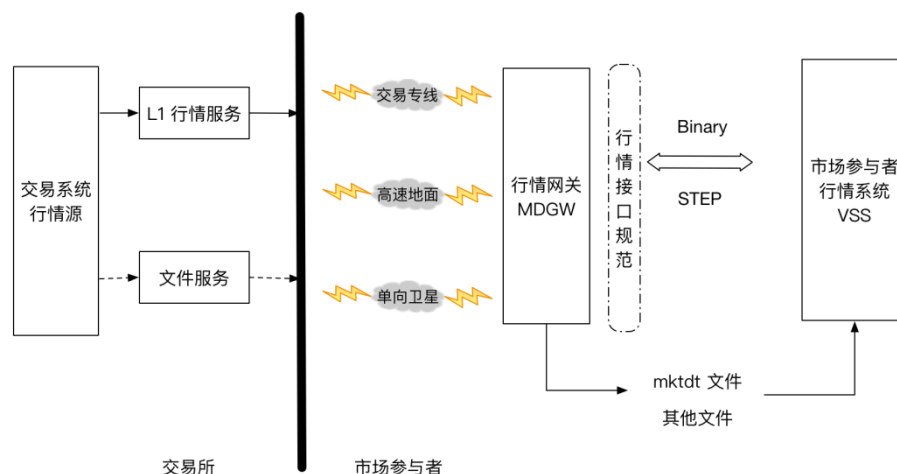 交易系统
行情源
L1 行情服务
文件服务
交易专线
高速地面
单向卫星
行情网关
MDGW
行
情
接
口
规
范
Binary
STEP
市场参与者
行情系统
VSS
mktdt 文件
其他文件
交易所
市场参与者